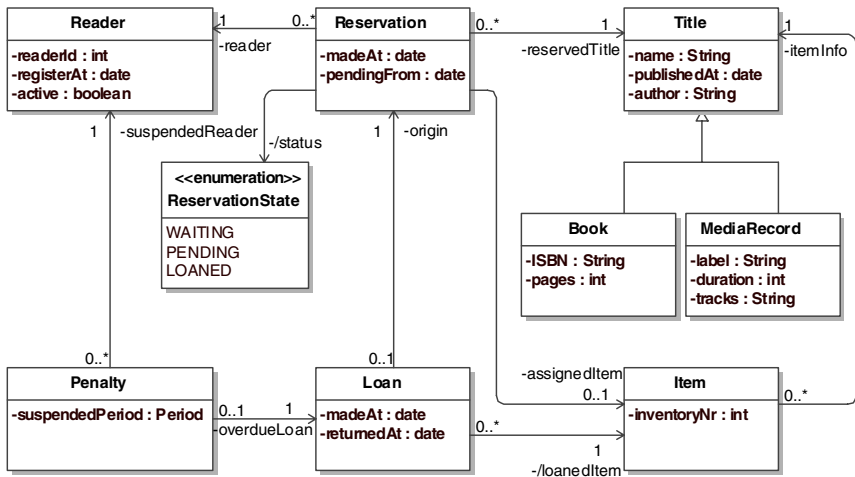 Reader
-readerId : int
-registerAt : date
-active : boolean
1
0..*
-reader
Reservation
-madeAt : date
-pendingFrom : date
0..*
1
-reservedTitle
Title
-name : String
-publishedAt : date
-author : String
1
-itemInfo
1
-suspendedReader
-/status
1
-origin
<<enumeration>>
ReservationState
WAITING
PENDING
LOANED
Book
-ISBN : String
-pages : int
MediaRecord
-label : String
-duration : int
-tracks : String
0..*
Penalty
-suspendedPeriod : Period
0..1
1
-overdueLoan
0..1
Loan
-madeAt : date
-returnedAt : date
0..*
-assignedItem
0..1
1
-/loanedItem
Item
-inventoryNr : int
0..*